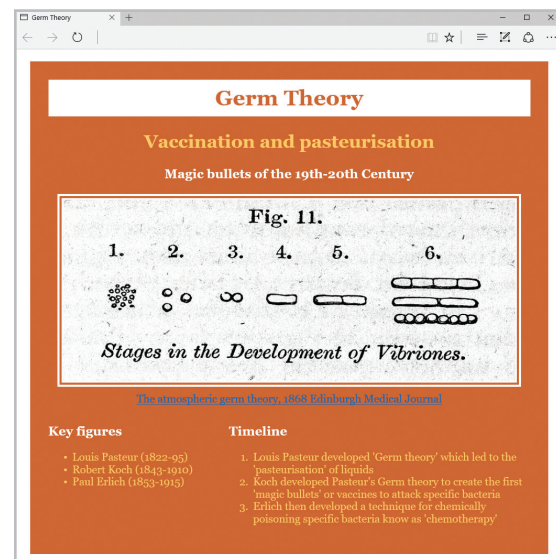 Germ Theory
Germ Theory
Vaccination and pasteurisation
Magic bullets of the 19th-20th Century
Fig. 11.
1. 2. 3. 4. 5. 6.
Stages in the Development of Vibriones.
The atmospheric germ theory, 1868 Edinburgh Medical Journal
Key figures
• Louis Pasteur (1822-95)
• Robert Koch (1843-1910)
• Paul Erlich (1853-1915)
Timeline
1. Louis Pasteur developed 'Germ theory' which led to the
'pasteurisation' of liquids
2. Koch developed Pasteur's Germ theory to create the first
'magic bullets' or vaccines to attack specific bacteria
3. Erlich then developed a technique for chemically
poisoning specific bacteria know as 'chemotherapy'